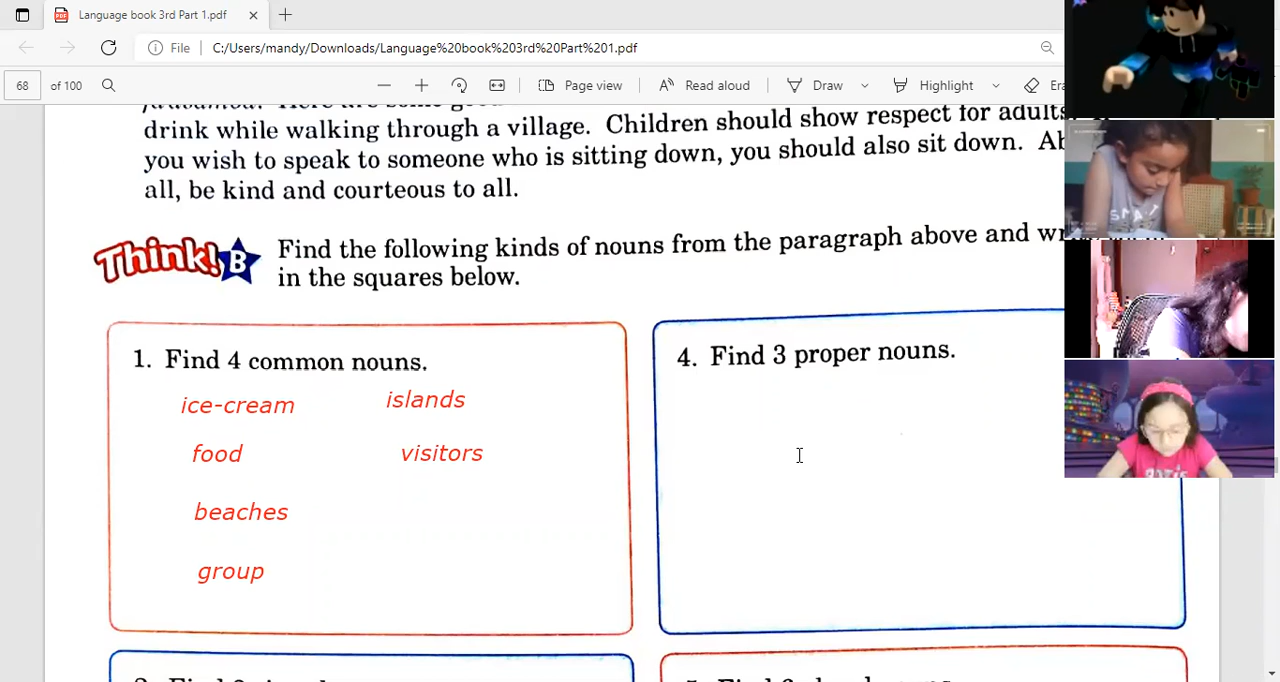 Language book 3rd Part 1.pdf
File C:/Users/mandy/Downloads/Language%20book%203rd%20Part%201.pdf
68 of 100 Page view Read aloud Draw Highlight
drink while walking through a village. Children should show respect for adults.
you wish to speak to someone who is sitting down, you should also sit down.
all, be kind and courteous to all.
Think! B
Find the following kinds of nouns from the paragraph above and
in the squares below.
1. Find 4 common nouns.
ice-cream islands
food visitors
beaches
group
4. Find 3 proper nouns.